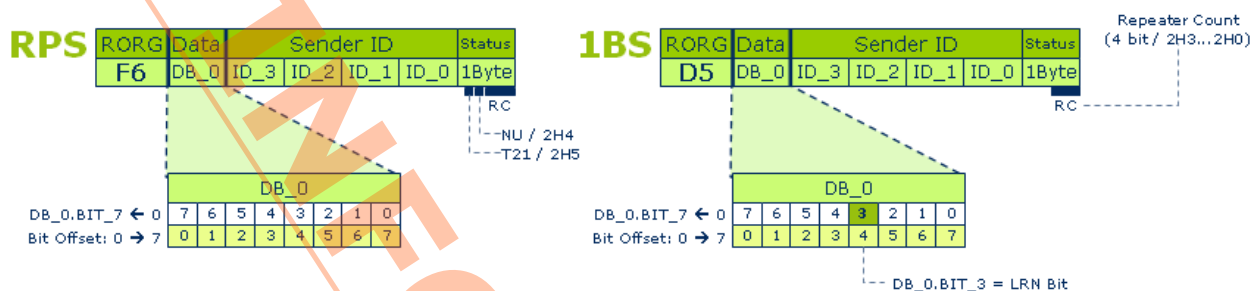 RPS RORG Data Sender ID Status
F6 DB_0 ID_3 ID_2 ID_1 ID_0 1Byte
RC
NU / 2H4
T21 / 2H5
DB_0
DB_0.BIT_7 ← 0 7 6 5 4 3 2 1 0
Bit Offset: 0 → 7 0 1 2 3 4 5 6 7
Repeater Count
(4 bit / 2H3...2H0)
1BS RORG Data Sender ID Status
D5 DB_0 ID_3 ID_2 ID_1 ID_0 1Byte
RC
DB_0
DB_0.BIT_7 ← 0 7 6 5 4 3 2 1 0
Bit Offset: 0 → 7 0 1 2 3 4 5 6 7
DB_0.BIT_3 = LRN Bit